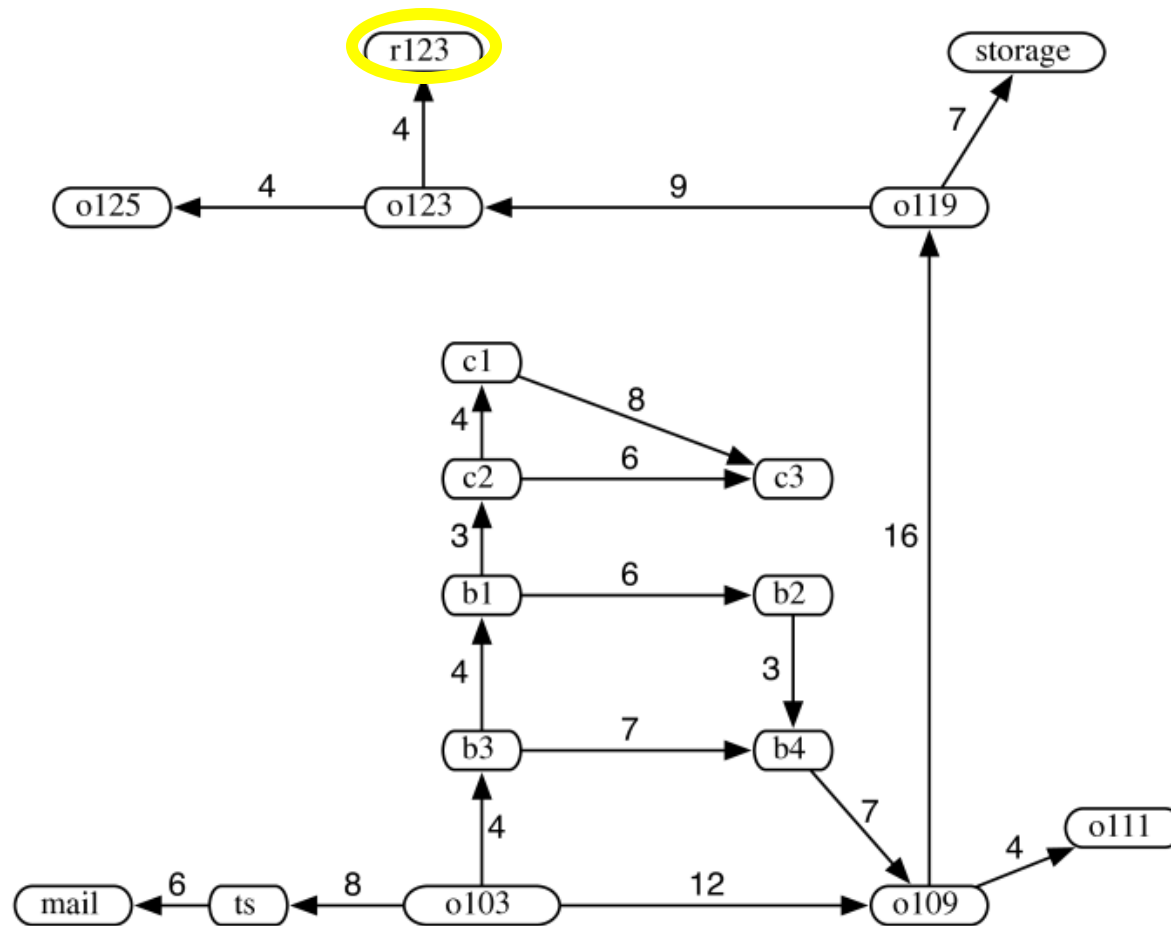 r123 storage
4 7
o125 4 o123 9 o119
c1
4 8
c2 6 c3
3 16
b1 6 b2
4 3
b3 7 b4
4 7 4 o111
mail 6 ts 8 o103 12 o109